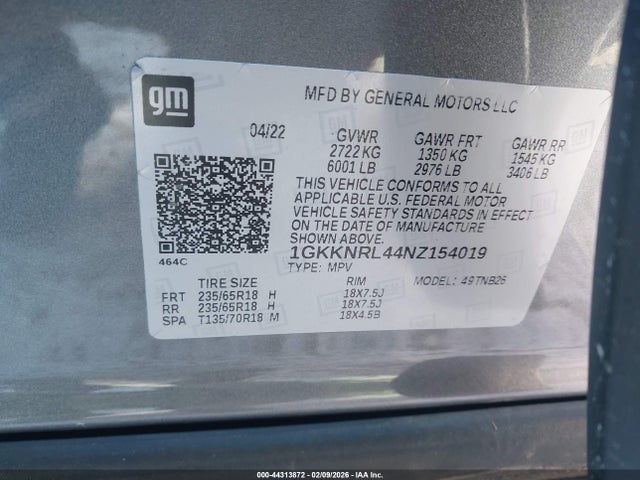 gm
MFD BY GENERAL MOTORS LLC
04/22 GVWR GAWR FRT GAWR RR
2722 KG 1350 KG 1545 KG
6001 LB 2976 LB 3406 LB
THIS VEHICLE CONFORMS TO ALL
APPLICABLE U.S. FEDERAL MOTOR
VEHICLE SAFETY STANDARDS IN EFFECT
ON THE DATE OF MANUFACTURE
SHOWN ABOVE.
464C
1GKKNRL44NZ154019
TYPE: MPV MODEL: 49TNB26
TIRE SIZE RIM
FRT 235/65R18 H 18X7.5J
RR 235/65R18 H 18X7.5J
SPA T135/70R18 M 18X4.5B
000-44313872 - 02/09/2026 - IAA Inc.